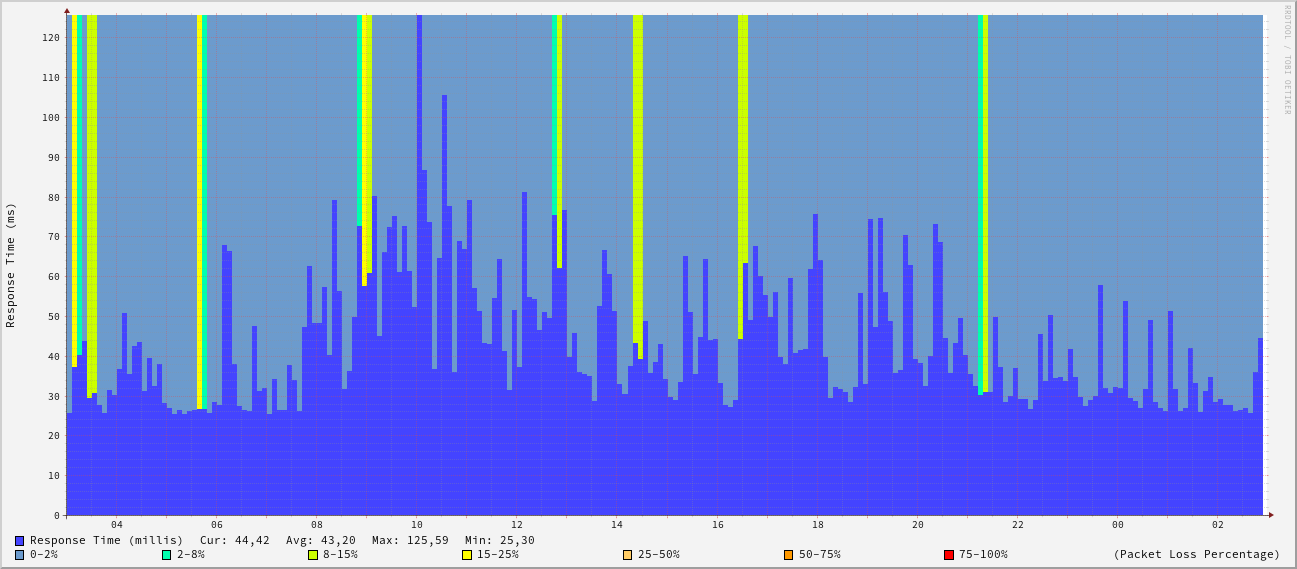 RRDTOOL / TOBI OETIKER
Response Time (ms)
120
110
100
90
80
70
60
50
40
30
20
10
0
04 06 08 10 12 14 16 18 20 22 00 02
Response Time (millis) Cur: 44,42 Avg: 43,20 Max: 125,59 Min: 25,30
0-2% 2-8% 8-15% 15-25% 25-50% 50-75% 75-100% (Packet Loss Percentage)